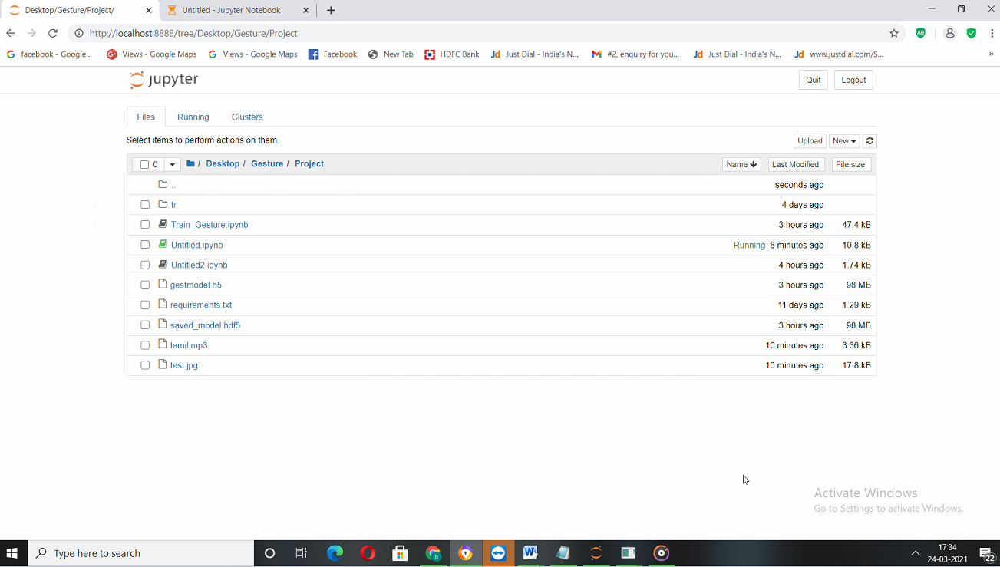 Desktop/Gesture/Project/
Untitled - Jupyter Notebook
http://localhost:8888/tree/Desktop/Gesture/Project
facebook - Google... Views - Google Maps Views - Google Maps Facebook New Tab HDFC Bank Just Dial - India's N... #2, enquiry for you... Just Dial - India's N... www.justdial.com/S... »
jupyter
Quit Logout
Files Running Clusters
Select items to perform actions on them.
Upload New
0 / Desktop / Gesture / Project Name Last Modified File size
.. seconds ago
tr 4 days ago
Train_Gesture.ipynb 3 hours ago 47.4 kB
Untitled.ipynb Running 8 minutes ago 10.8 kB
Untitled2.ipynb 4 hours ago 1.74 kB
gestmodel.h5 3 hours ago 98 MB
requirements.txt 11 days ago 1.29 kB
saved_model.hdf5 3 hours ago 98 MB
tamil.mp3 10 minutes ago 3.36 kB
test.jpg 10 minutes ago 17.8 kB
Activate Windows
Go to Settings to activate Windows.
Type here to search
17:34
24-03-2021
22